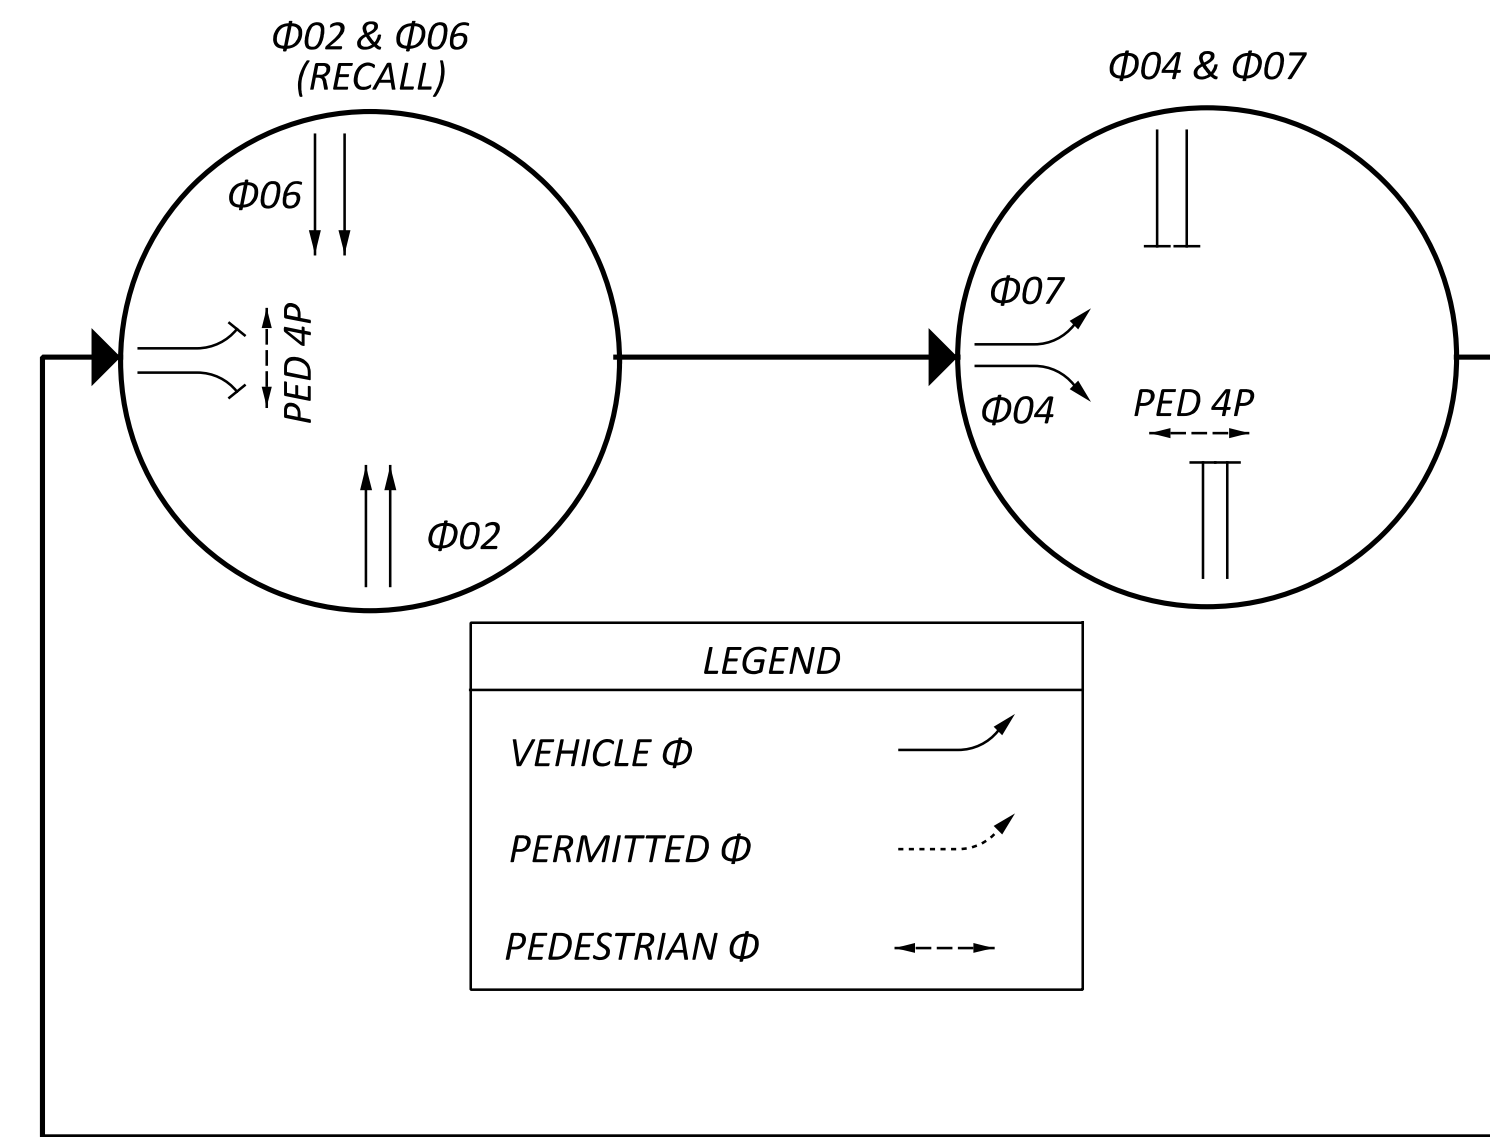 Φ02 & Φ06
(RECALL)
Φ04 & Φ07
Φ06
PED 4P
Φ02
Φ07
Φ04
PED 4P
LEGEND
VEHICLE Φ
PERMITTED Φ
PEDESTRIAN Φ